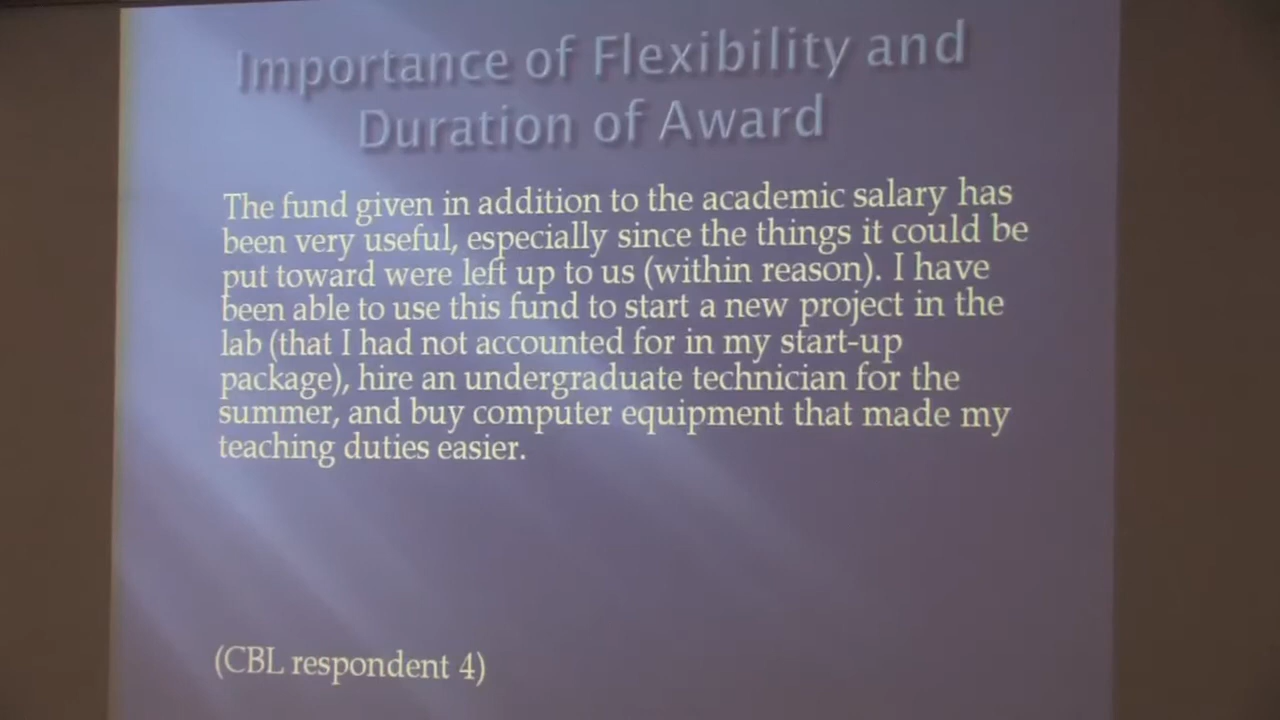 Importance of Flexibility and
Duration of Award
The fund given in addition to the academic salary has
been very useful, especially since the things it could be
put toward were left up to us (within reason). I have
been able to use this fund to start a new project in the
lab (that I had not accounted for in my start-up
package), hire an undergraduate technician for the
summer, and buy computer equipment that made my
teaching duties easier.
(CBL respondent 4)